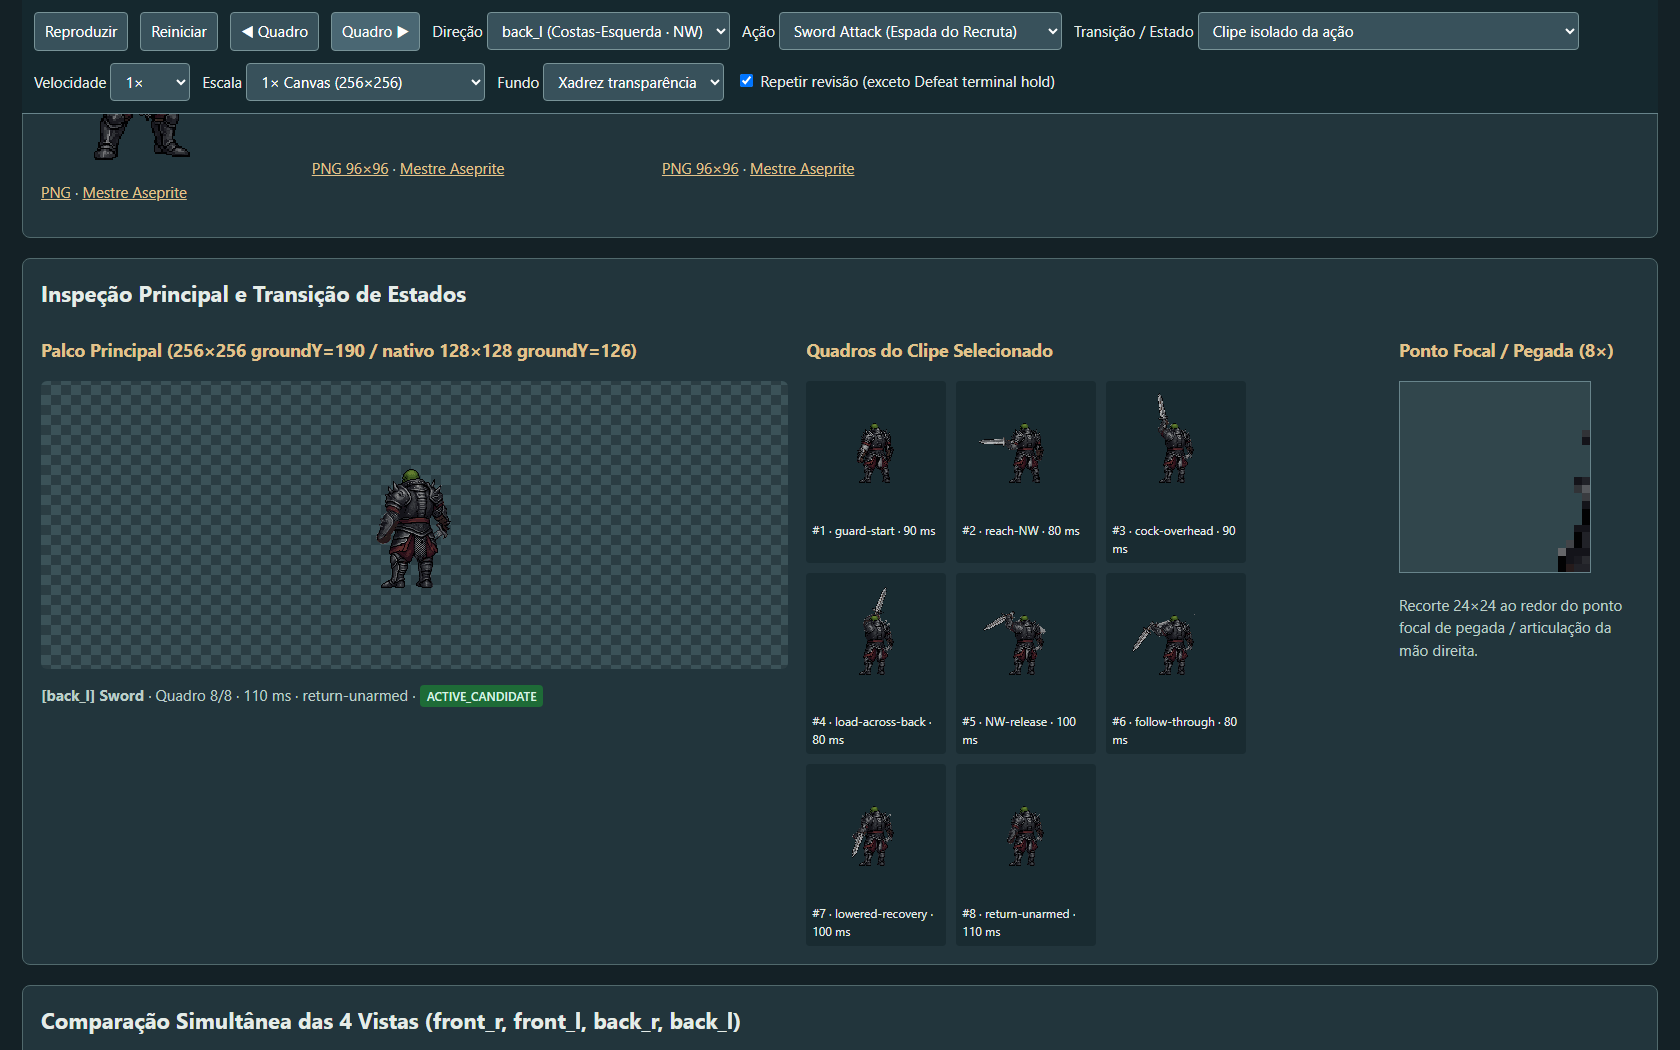 Reproduzir
Reiniciar
◀ Quadro
Quadro ▶
Direção
back_l (Costas-Esquerda · NW)
Ação
Sword Attack (Espada do Recruta)
Transição / Estado
Clipe isolado da ação
Velocidade
1×
Escala
1× Canvas (256×256)
Fundo
Xadrez transparência
Repetir revisão (exceto Defeat terminal hold)
PNG 96×96 · Mestre Aseprite
PNG 96×96 · Mestre Aseprite
PNG · Mestre Aseprite
Inspeção Principal e Transição de Estados
Palco Principal (256×256 groundY=190 / nativo 128×128 groundY=126)
[back_l] Sword · Quadro 8/8 · 110 ms · return-unarmed · ACTIVE_CANDIDATE
Quadros do Clipe Selecionado
#1 · guard-start · 90 ms
#2 · reach-NW · 80 ms
#3 · cock-overhead · 90
ms
#4 · load-across-back ·
80 ms
#5 · NW-release · 100
ms
#6 · follow-through · 80
ms
#7 · lowered-recovery ·
100 ms
#8 · return-unarmed ·
110 ms
Ponto Focal / Pegada (8×)
Recorte 24×24 ao redor do ponto
focal de pegada / articulação da
mão direita.
Comparação Simultânea das 4 Vistas (front_r, front_l, back_r, back_l)